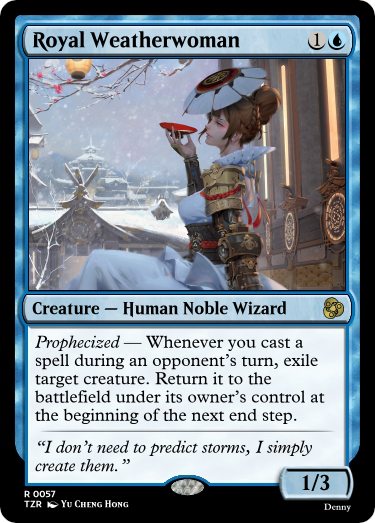 Royal Weatherwoman 1
Creature — Human Noble Wizard
Prophecized — Whenever you cast a
spell during an opponent's turn, exile
target creature. Return it to the
battlefield under its owner's control at
the beginning of the next end step.
“I don't need to predict storms, I simply
create them.”
1/3
R 0057
TZR Yu Cheng Hong
Denny